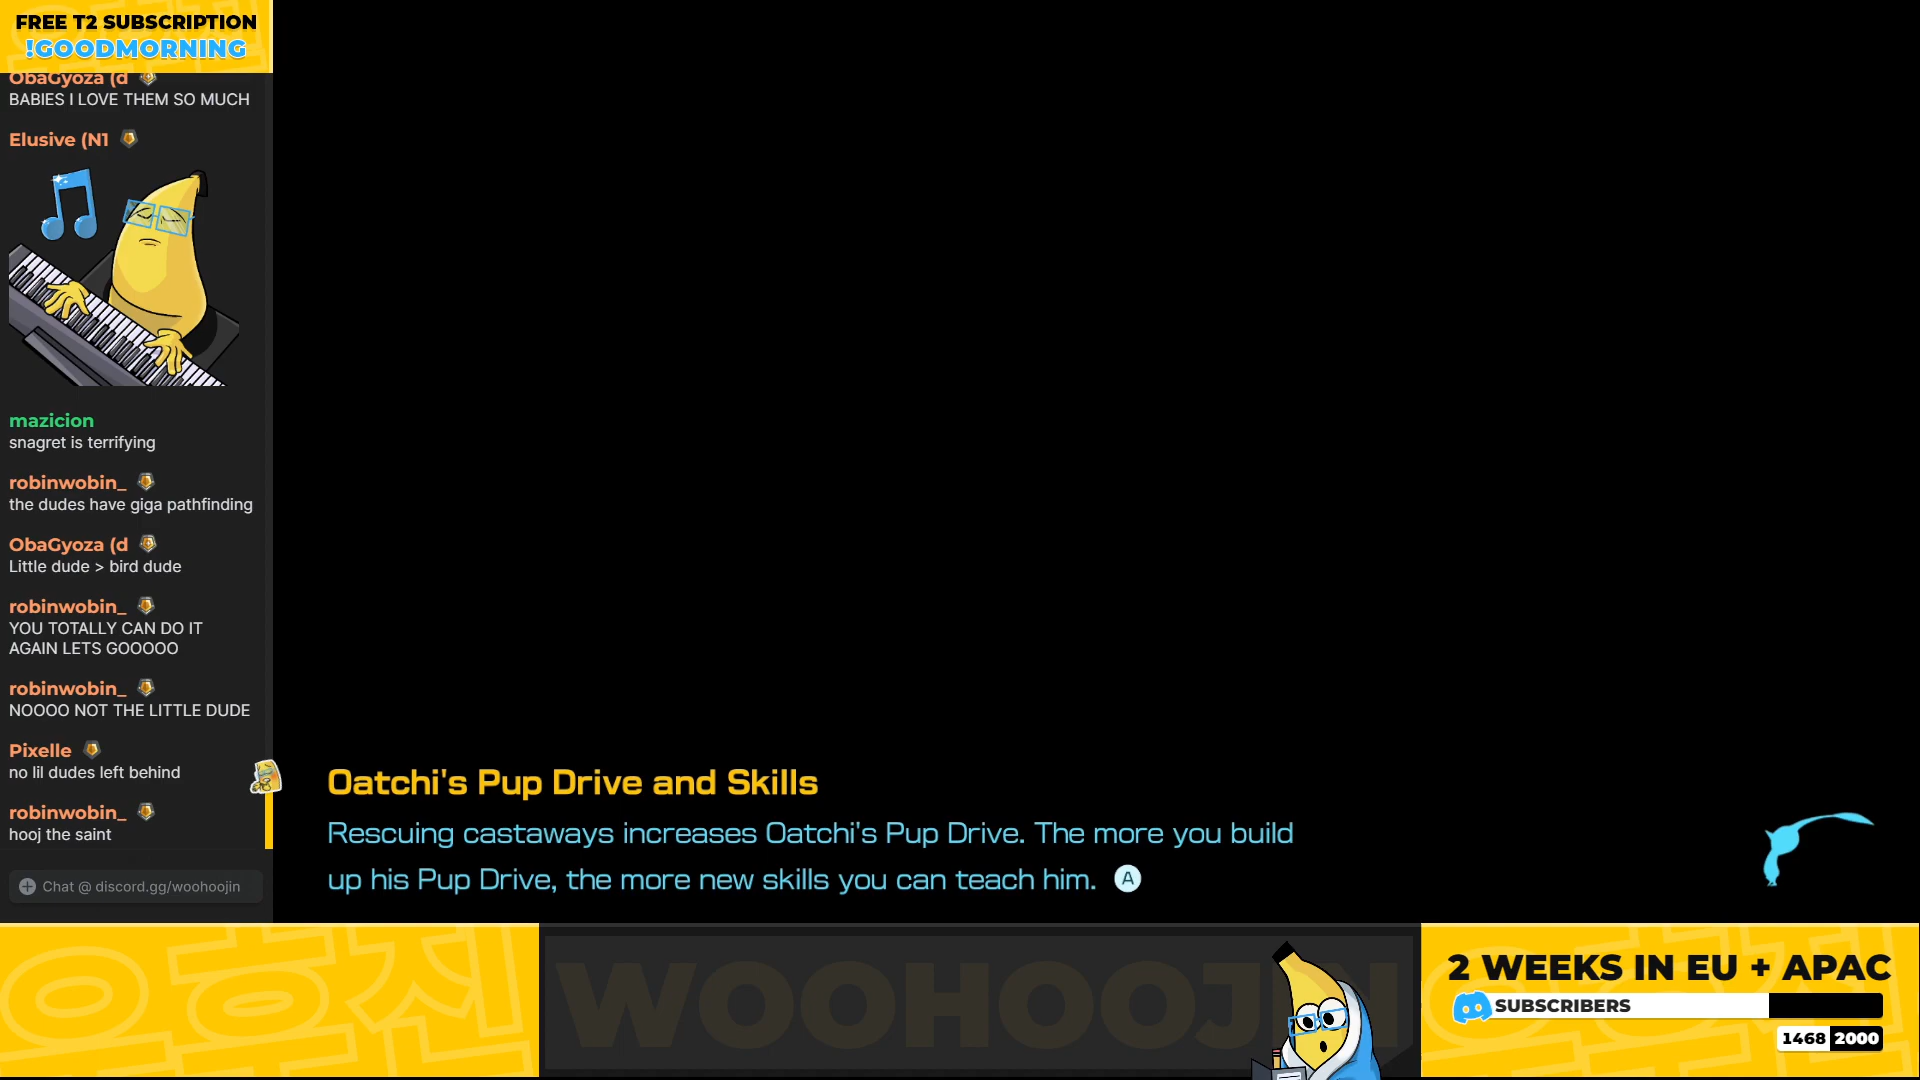 FREE T2 SUBSCRIPTION
!GOODMORNING
ObaGyoza (d
BABIES I LOVE THEM SO MUCH
Elusive (N1
mazicion
snagret is terrifying
robinwobin_
the dudes have giga pathfinding
ObaGyoza (d
Little dude > bird dude
robinwobin_
YOU TOTALLY CAN DO IT
AGAIN LETS GOOOOO
robinwobin_
NOOOO NOT THE LITTLE DUDE
Pixelle
no lil dudes left behind
robinwobin_
hooj the saint
Chat @ discord.gg/woohoojin
Oatchi's Pup Drive and Skills
Rescuing castaways increases Oatchi's Pup Drive. The more you build
up his Pup Drive, the more new skills you can teach him. A
우후진
WOOHOOJIN
2 WEEKS IN EU + APAC
SUBSCRIBERS
1468 2000